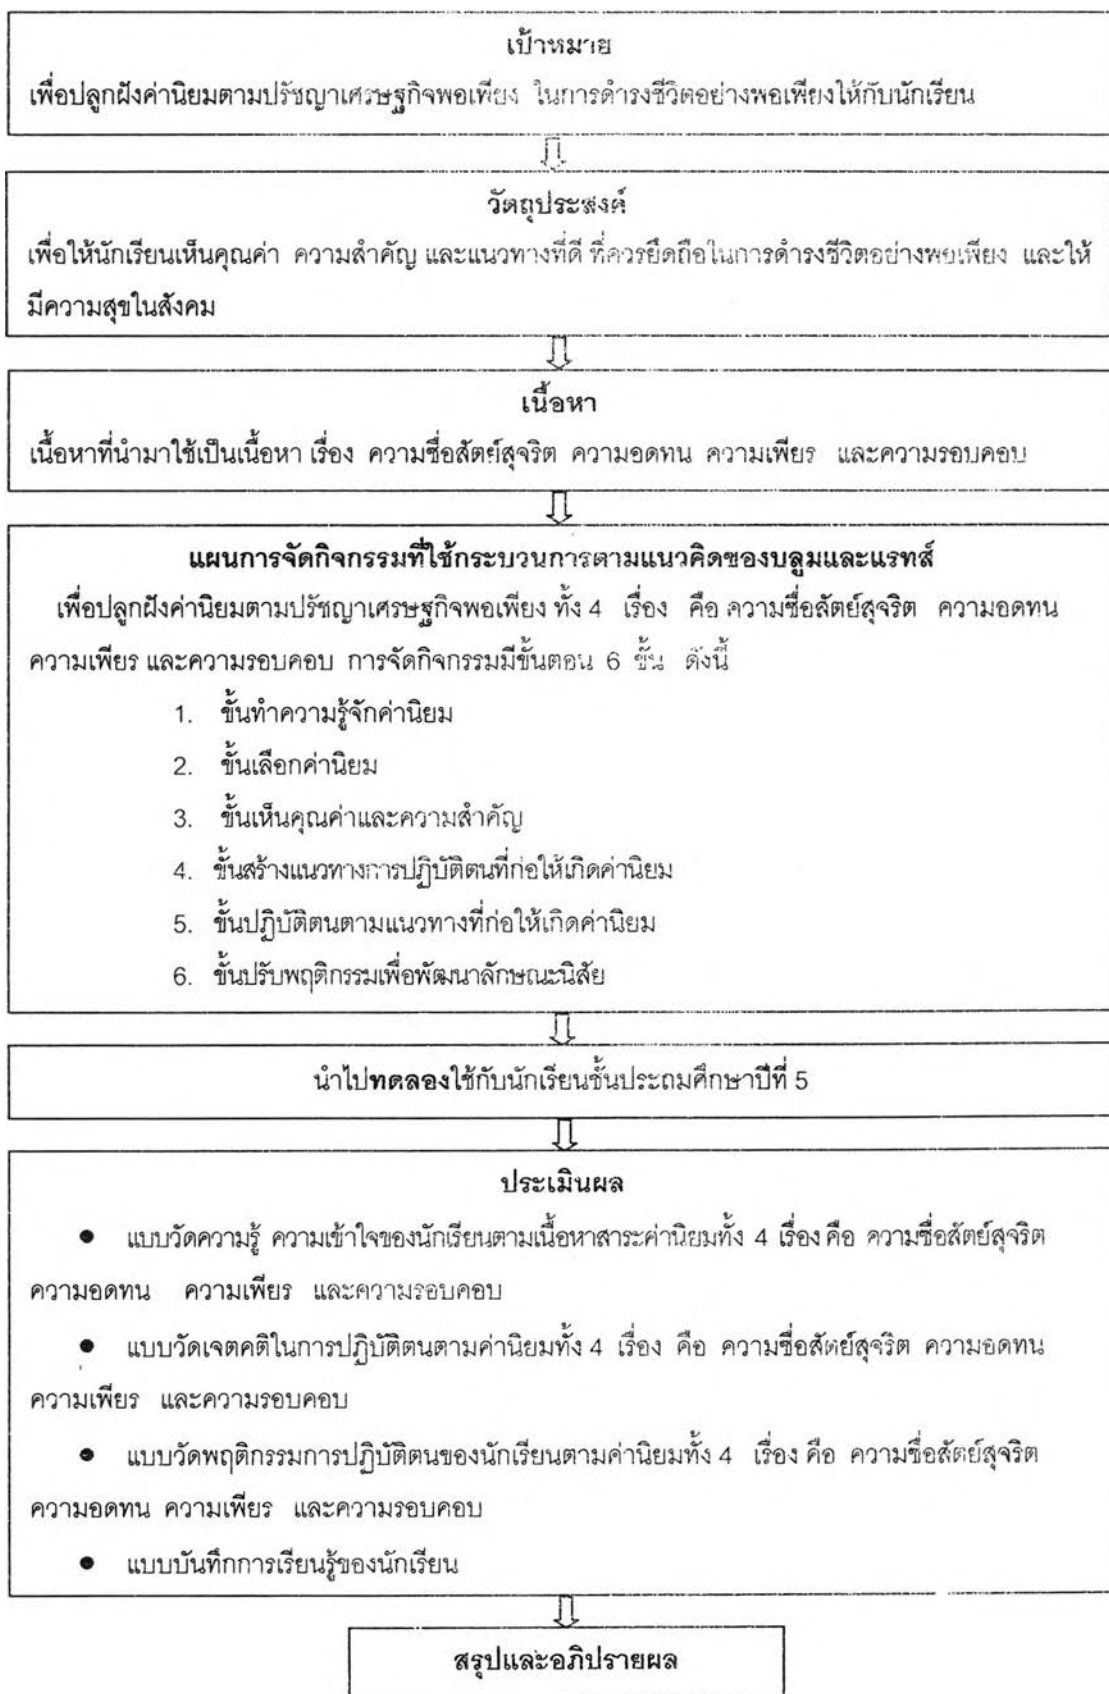 เป้าหมาย
เพื่อปลูกฝังค่านิยมตามปรัชญาเศรษฐกิจพอเพียง ในการดำรงชีวิตอย่างพอเพียงให้กับนักเรียน
วัตถุประสงค์
เพื่อให้นักเรียนเห็นคุณค่า ความสำคัญ และแนวทางที่ดี ที่ควรยึดถือในการดำรงชีวิตอย่างพอเพียง และให้
มีความสุขในสังคม
เนื้อหา
เนื้อหาที่นำมาใช้เป็นเนื้อหา เรื่อง ความซื่อสัตย์สุจริต ความอดทน ความเพียร และความรอบคอบ
แผนการจัดกิจกรรมที่ใช้กระบวนการตามแนวคิดของบลูมและแรทส์
เพื่อปลูกฝังค่านิยมตามปรัชญาเศรษฐกิจพอเพียง ทั้ง 4 เรื่อง คือ ความซื่อสัตย์สุจริต ความอดทน
ความเพียร และความรอบคอบ การจัดกิจกรรมมีขั้นตอน 6 ขั้น ดังนี้
1. ขั้นทำความรู้จักค่านิยม
2. ขั้นเลือกค่านิยม
3. ขั้นเห็นคุณค่าและความสำคัญ
4. ขั้นสร้างแนวทางการปฏิบัติตนที่ก่อให้เกิดค่านิยม
5. ขั้นปฏิบัติตนตามแนวทางที่ก่อให้เกิดค่านิยม
6. ขั้นปรับพฤติกรรมเพื่อพัฒนาลักษณะนิสัย
นำไปทดลองใช้กับนักเรียนชั้นประถมศึกษาปีที่ 5
ประเมินผล
● แบบวัดความรู้ ความเข้าใจของนักเรียนตามเนื้อหาสาระค่านิยมทั้ง 4 เรื่อง คือ ความซื่อสัตย์สุจริต
ความอดทน ความเพียร และความรอบคอบ
● แบบวัดเจตคติในการปฏิบัติตนตามค่านิยมทั้ง 4 เรื่อง คือ ความซื่อสัตย์สุจริต ความอดทน
ความเพียร และความรอบคอบ
● แบบวัดพฤติกรรมการปฏิบัติตนของนักเรียนตามค่านิยมทั้ง 4 เรื่อง คือ ความซื่อสัตย์สุจริต
ความอดทน ความเพียร และความรอบคอบ
● แบบบันทึกการเรียนรู้ของนักเรียน
สรุปและอภิปรายผล